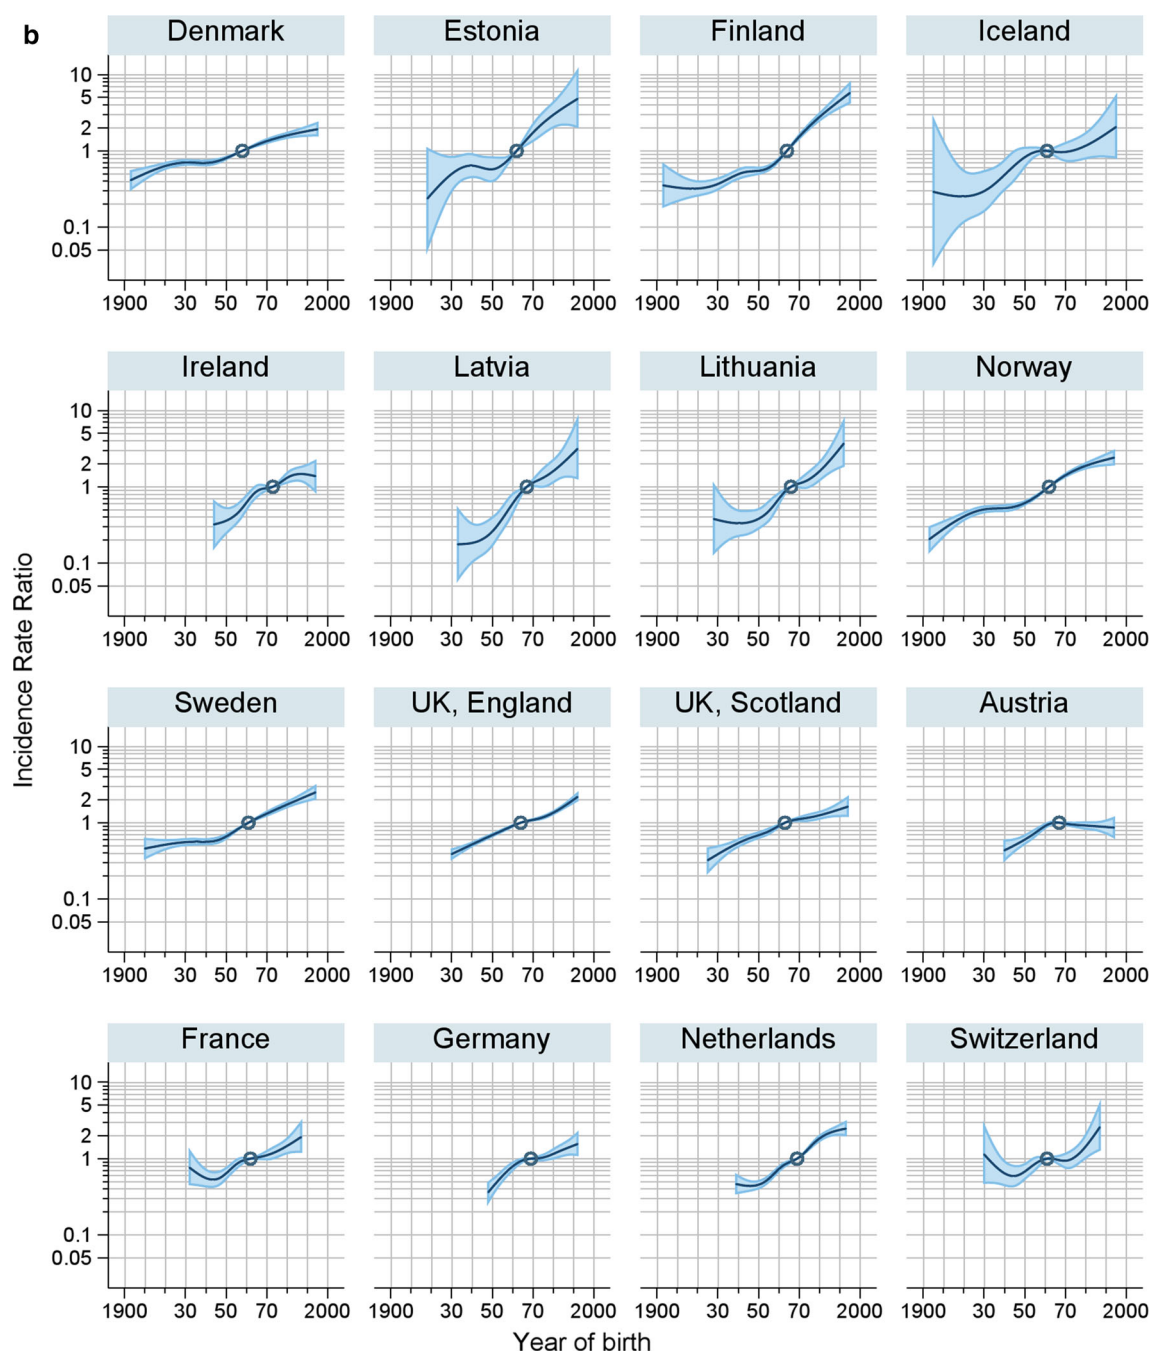 b
Denmark Estonia Finland Iceland
10
5
2
1
0.1
0.05
1900 30 50 70 2000 1900 30 50 70 2000 1900 30 50 70 2000 1900 30 50 70 2000
Ireland Latvia Lithuania Norway
10
5
2
1
0.1
0.05
1900 30 50 70 2000 1900 30 50 70 2000 1900 30 50 70 2000 1900 30 50 70 2000
Incidence Rate Ratio
Sweden UK, England UK, Scotland Austria
10
5
2
1
0.1
0.05
1900 30 50 70 2000 1900 30 50 70 2000 1900 30 50 70 2000 1900 30 50 70 2000
France Germany Netherlands Switzerland
10
5
2
1
0.1
0.05
1900 30 50 70 2000 1900 30 50 70 2000 1900 30 50 70 2000 1900 30 50 70 2000
Year of birth